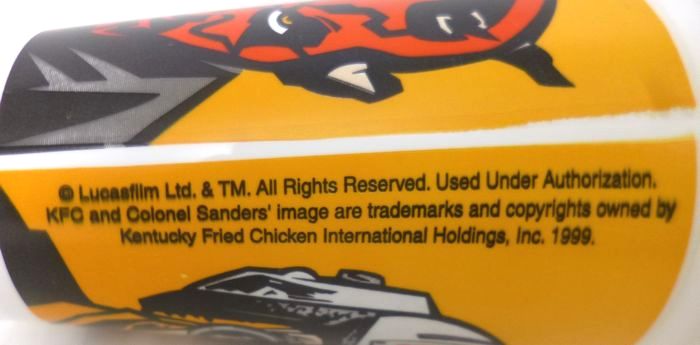 © Lucasfilm Ltd. & TM. All Rights Reserved. Used Under Authorization.
KFC and Colonel Sanders' image are trademarks and copyrights owned by
Kentucky Fried Chicken International Holdings, Inc. 1999.